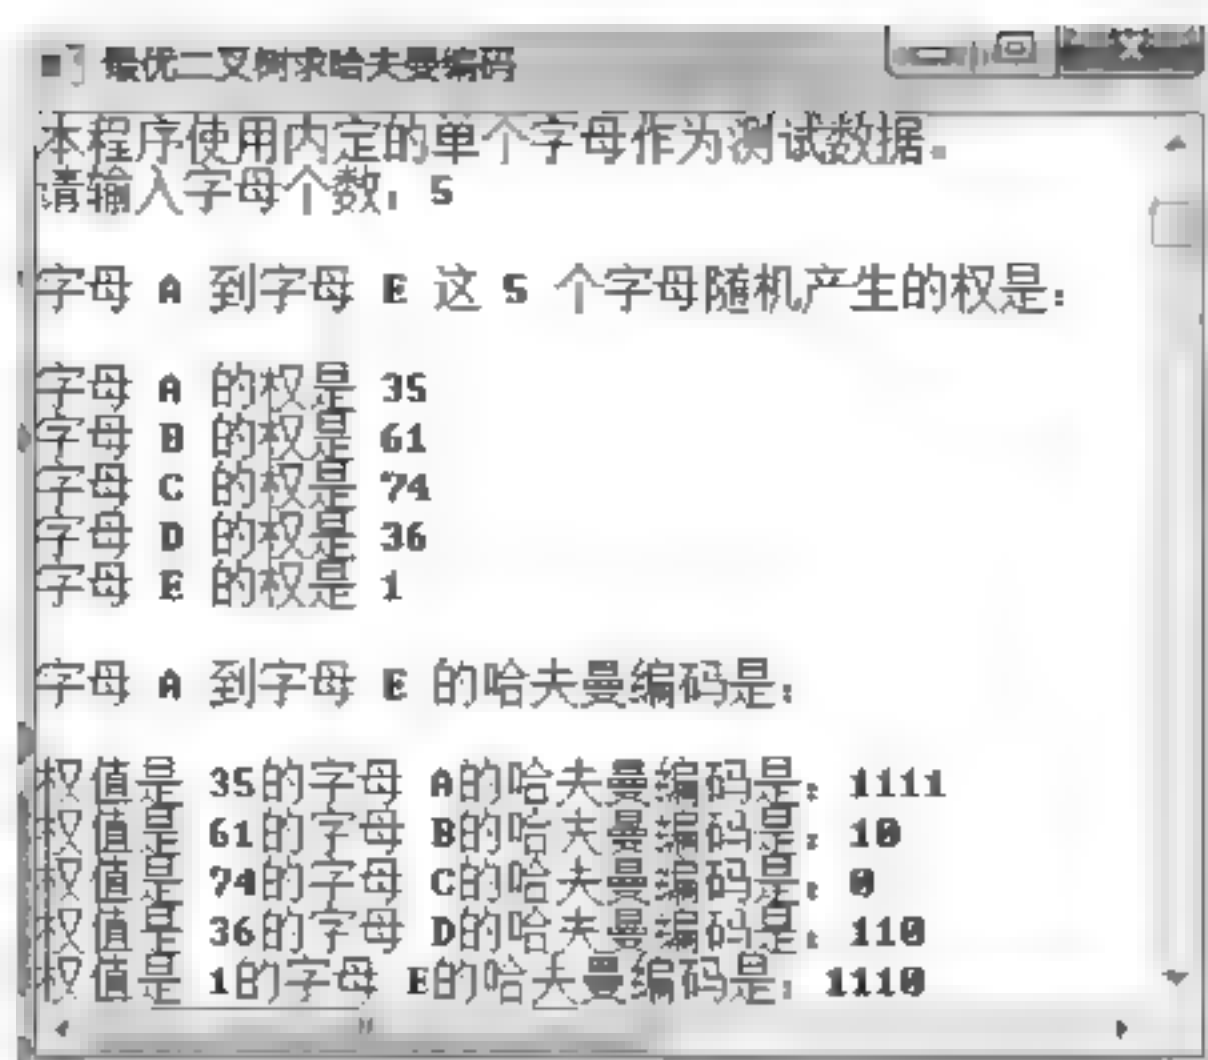 最优二叉树求哈夫曼编码
本程序使用内定的单个字母作为测试数据。
请输入字母个数: 5
字母 A 到字母 E 这 5 个字母随机产生的权是:
字母 A 的权是 35
字母 B 的权是 61
字母 C 的权是 74
字母 D 的权是 36
字母 E 的权是 1
字母 A 到字母 E 的哈夫曼编码是:
权值是 35的字母 A的哈夫曼编码是: 1111
权值是 61的字母 B的哈夫曼编码是: 10
权值是 74的字母 C的哈夫曼编码是: 0
权值是 36的字母 D的哈夫曼编码是: 110
权值是 1的字母 E的哈夫曼编码是: 1110